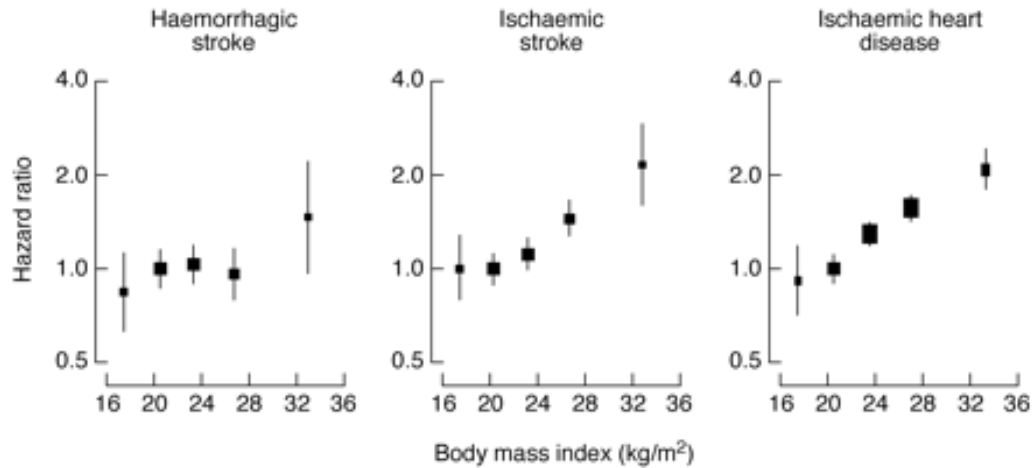 Haemorrhagic
stroke
Ischaemic
stroke
Ischaemic heart
disease
Hazard ratio
4.0
2.0
1.0
0.5
16 20 24 28 32 36
4.0
2.0
1.0
0.5
16 20 24 28 32 36
4.0
2.0
1.0
0.5
16 20 24 28 32 36
Body mass index (kg/m²)